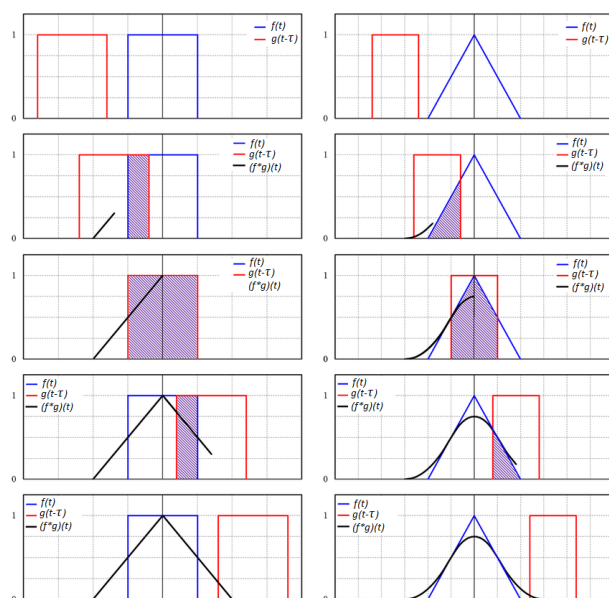 f(t)
g(t-τ)
1
0
f(t)
g(t-τ)
1
0
f(t)
g(t-τ)
(f*g)(t)
1
0
f(t)
g(t-τ)
(f*g)(t)
1
0
f(t)
g(t-τ)
(f*g)(t)
1
0
f(t)
g(t-τ)
(f*g)(t)
1
0
f(t)
g(t-τ)
(f*g)(t)
1
0
f(t)
g(t-τ)
(f*g)(t)
1
0
f(t)
g(t-τ)
(f*g)(t)
1
0
f(t)
g(t-τ)
(f*g)(t)
1
0